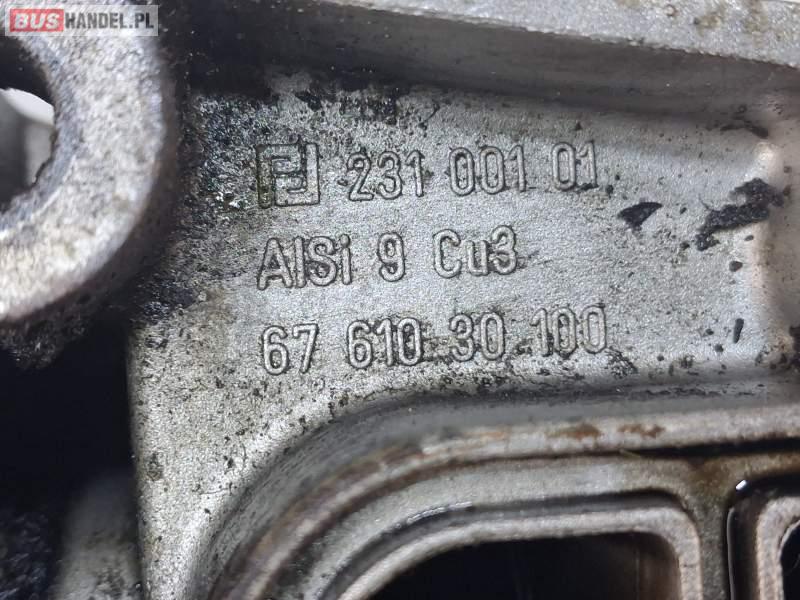 BUSHANDEL.PL
231 001 01
AlSi 9 Cu3
67 610 30 100